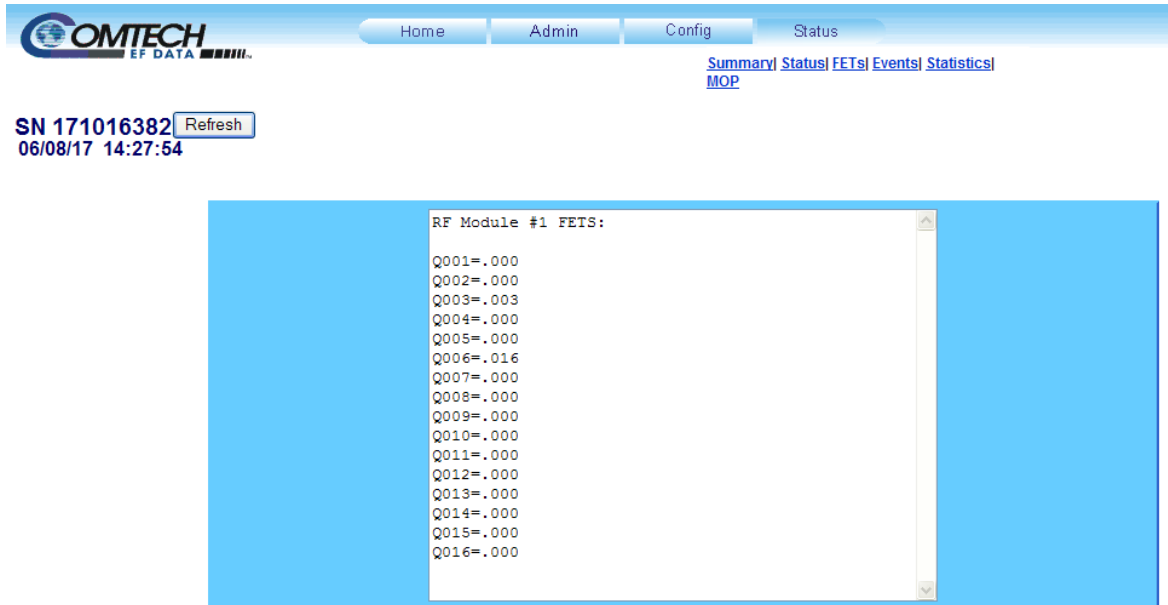 COMTECH
EF DATA
Home Admin Config Status
Summary| Status| FETs| Events| Statistics|
MOP
SN 171016382 Refresh
06/08/17 14:27:54
RF Module #1 FETS:
Q001=.000
Q002=.000
Q003=.003
Q004=.000
Q005=.000
Q006=.016
Q007=.000
Q008=.000
Q009=.000
Q010=.000
Q011=.000
Q012=.000
Q013=.000
Q014=.000
Q015=.000
Q016=.000